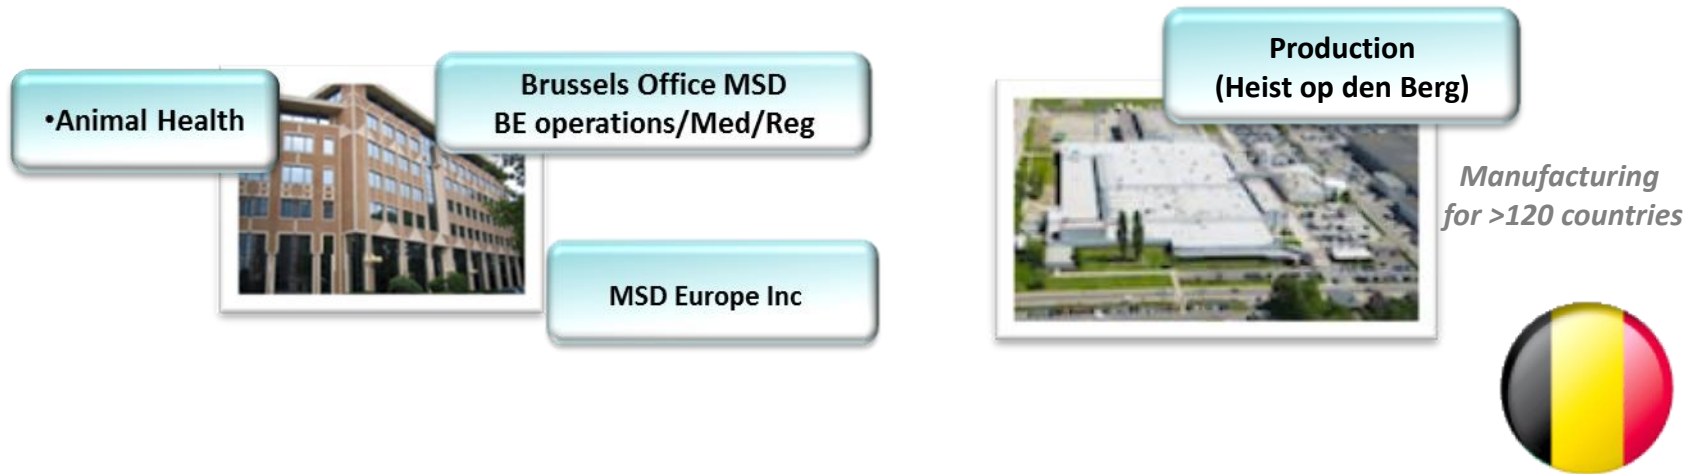 •Animal Health
Brussels Office MSD
BE operations/Med/Reg
MSD Europe Inc
Production
(Heist op den Berg)
Manufacturing
for >120 countries